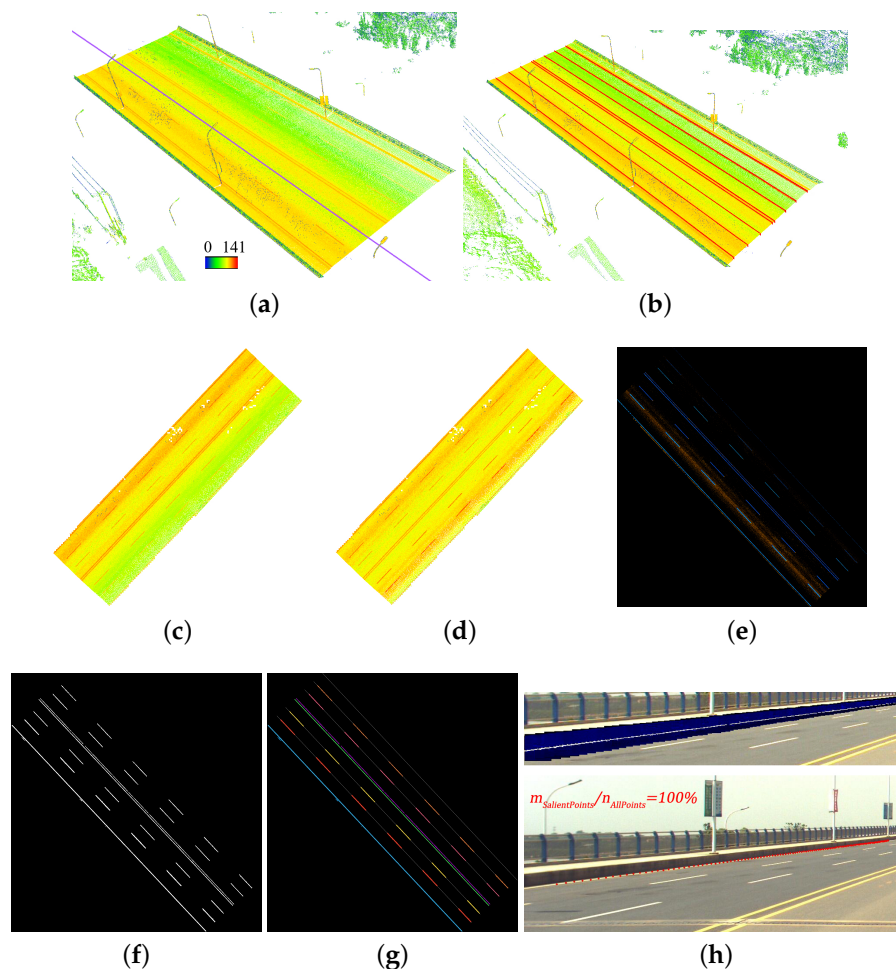 0 141
(a)
(b)
(c)
(d)
(e)
m_SalientPoints/n_AllPoints=100%
(f)
(g)
(h)